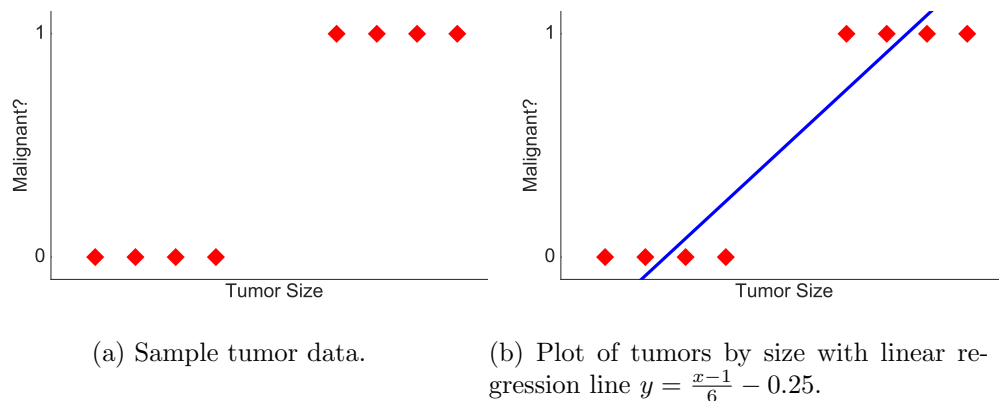 1
Malignant?
0
Tumor Size
(a) Sample tumor data.
1
Malignant?
0
Tumor Size
(b) Plot of tumors by size with linear re-
gression line $y = \frac{x-1}{6} - 0.25$.